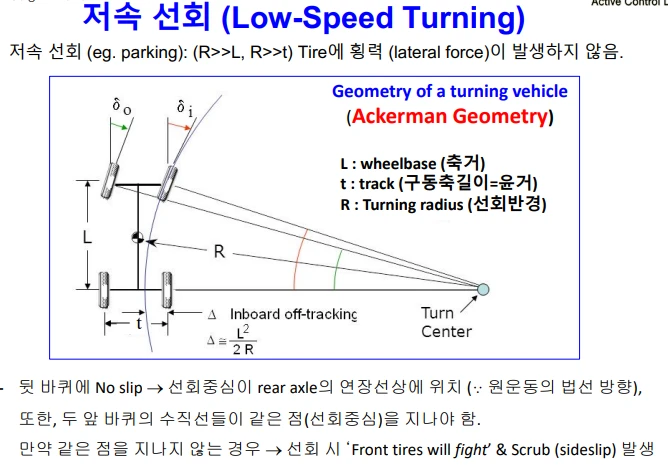 Active Control L
저속 선회 (Low-Speed Turning)
저속 선회 (eg. parking): (R>>L, R>>t) Tire에 횡력 (lateral force)이 발생하지 않음.
Geometry of a turning vehicle
(Ackerman Geometry)
δo
δi
L : wheelbase (축거)
t : track (구동축길이=윤거)
R : Turning radius (선회반경)
L
R
t
Δ Inboard off-tracking
Δ ≅ L² / 2 R
Turn
Center
- 뒷 바퀴에 No slip → 선회중심이 rear axle의 연장선상에 위치 (∵ 원운동의 법선 방향),
또한, 두 앞 바퀴의 수직선들이 같은 점(선회중심)을 지나야 함.
만약 같은 점을 지나지 않는 경우 → 선회 시 ‘Front tires will fight’ & Scrub (sideslip) 발생